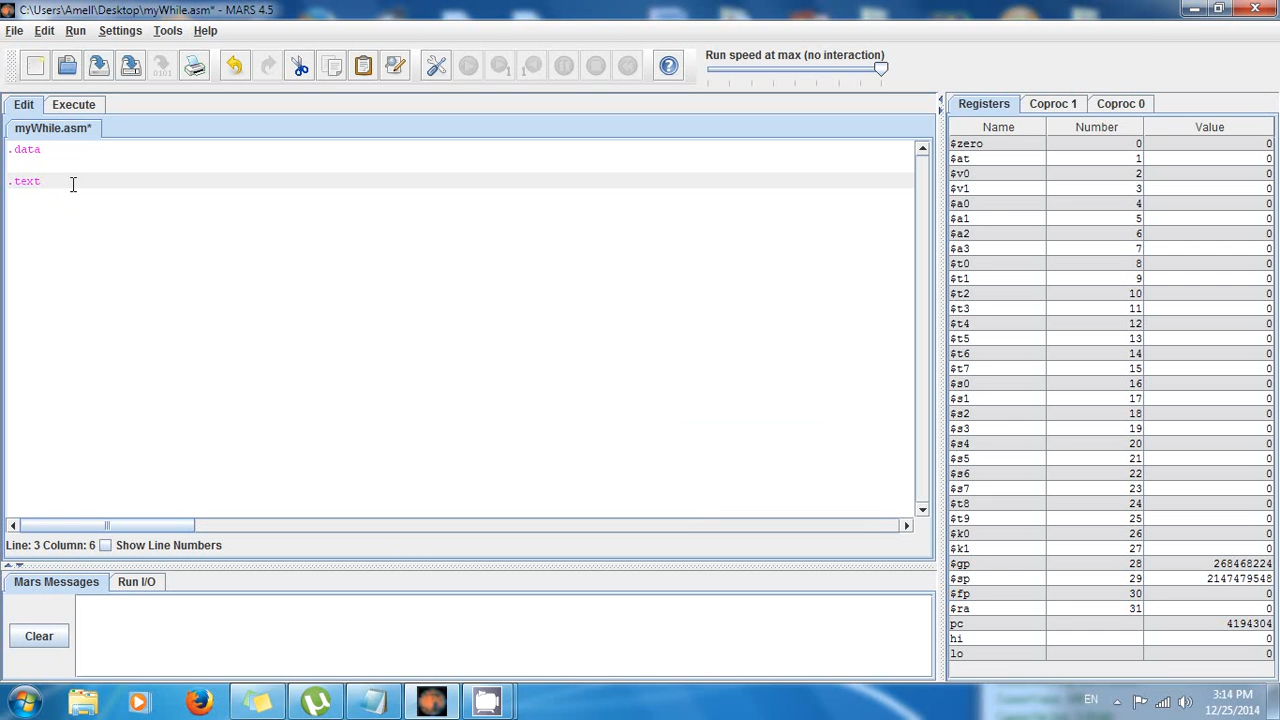 C:\Users\Amell\Desktop\myWhile.asm* - MARS 4.5
File Edit Run Settings Tools Help
Run speed at max (no interaction)
Edit Execute
myWhile.asm*
.data
.text
Line: 3 Column: 6 Show Line Numbers
Mars Messages Run I/O
Clear
Registers Coproc 1 Coproc 0
Name Number Value
$zero 0 0
$at 1 0
$v0 2 0
$v1 3 0
$a0 4 0
$a1 5 0
$a2 6 0
$a3 7 0
$t0 8 0
$t1 9 0
$t2 10 0
$t3 11 0
$t4 12 0
$t5 13 0
$t6 14 0
$t7 15 0
$s0 16 0
$s1 17 0
$s2 18 0
$s3 19 0
$s4 20 0
$s5 21 0
$s6 22 0
$s7 23 0
$t8 24 0
$t9 25 0
$k0 26 0
$k1 27 0
$gp 28 268468224
$sp 29 2147479548
$fp 30 0
$ra 31 0
pc 4194304
hi 0
lo 0
EN
3:14 PM
12/25/2014